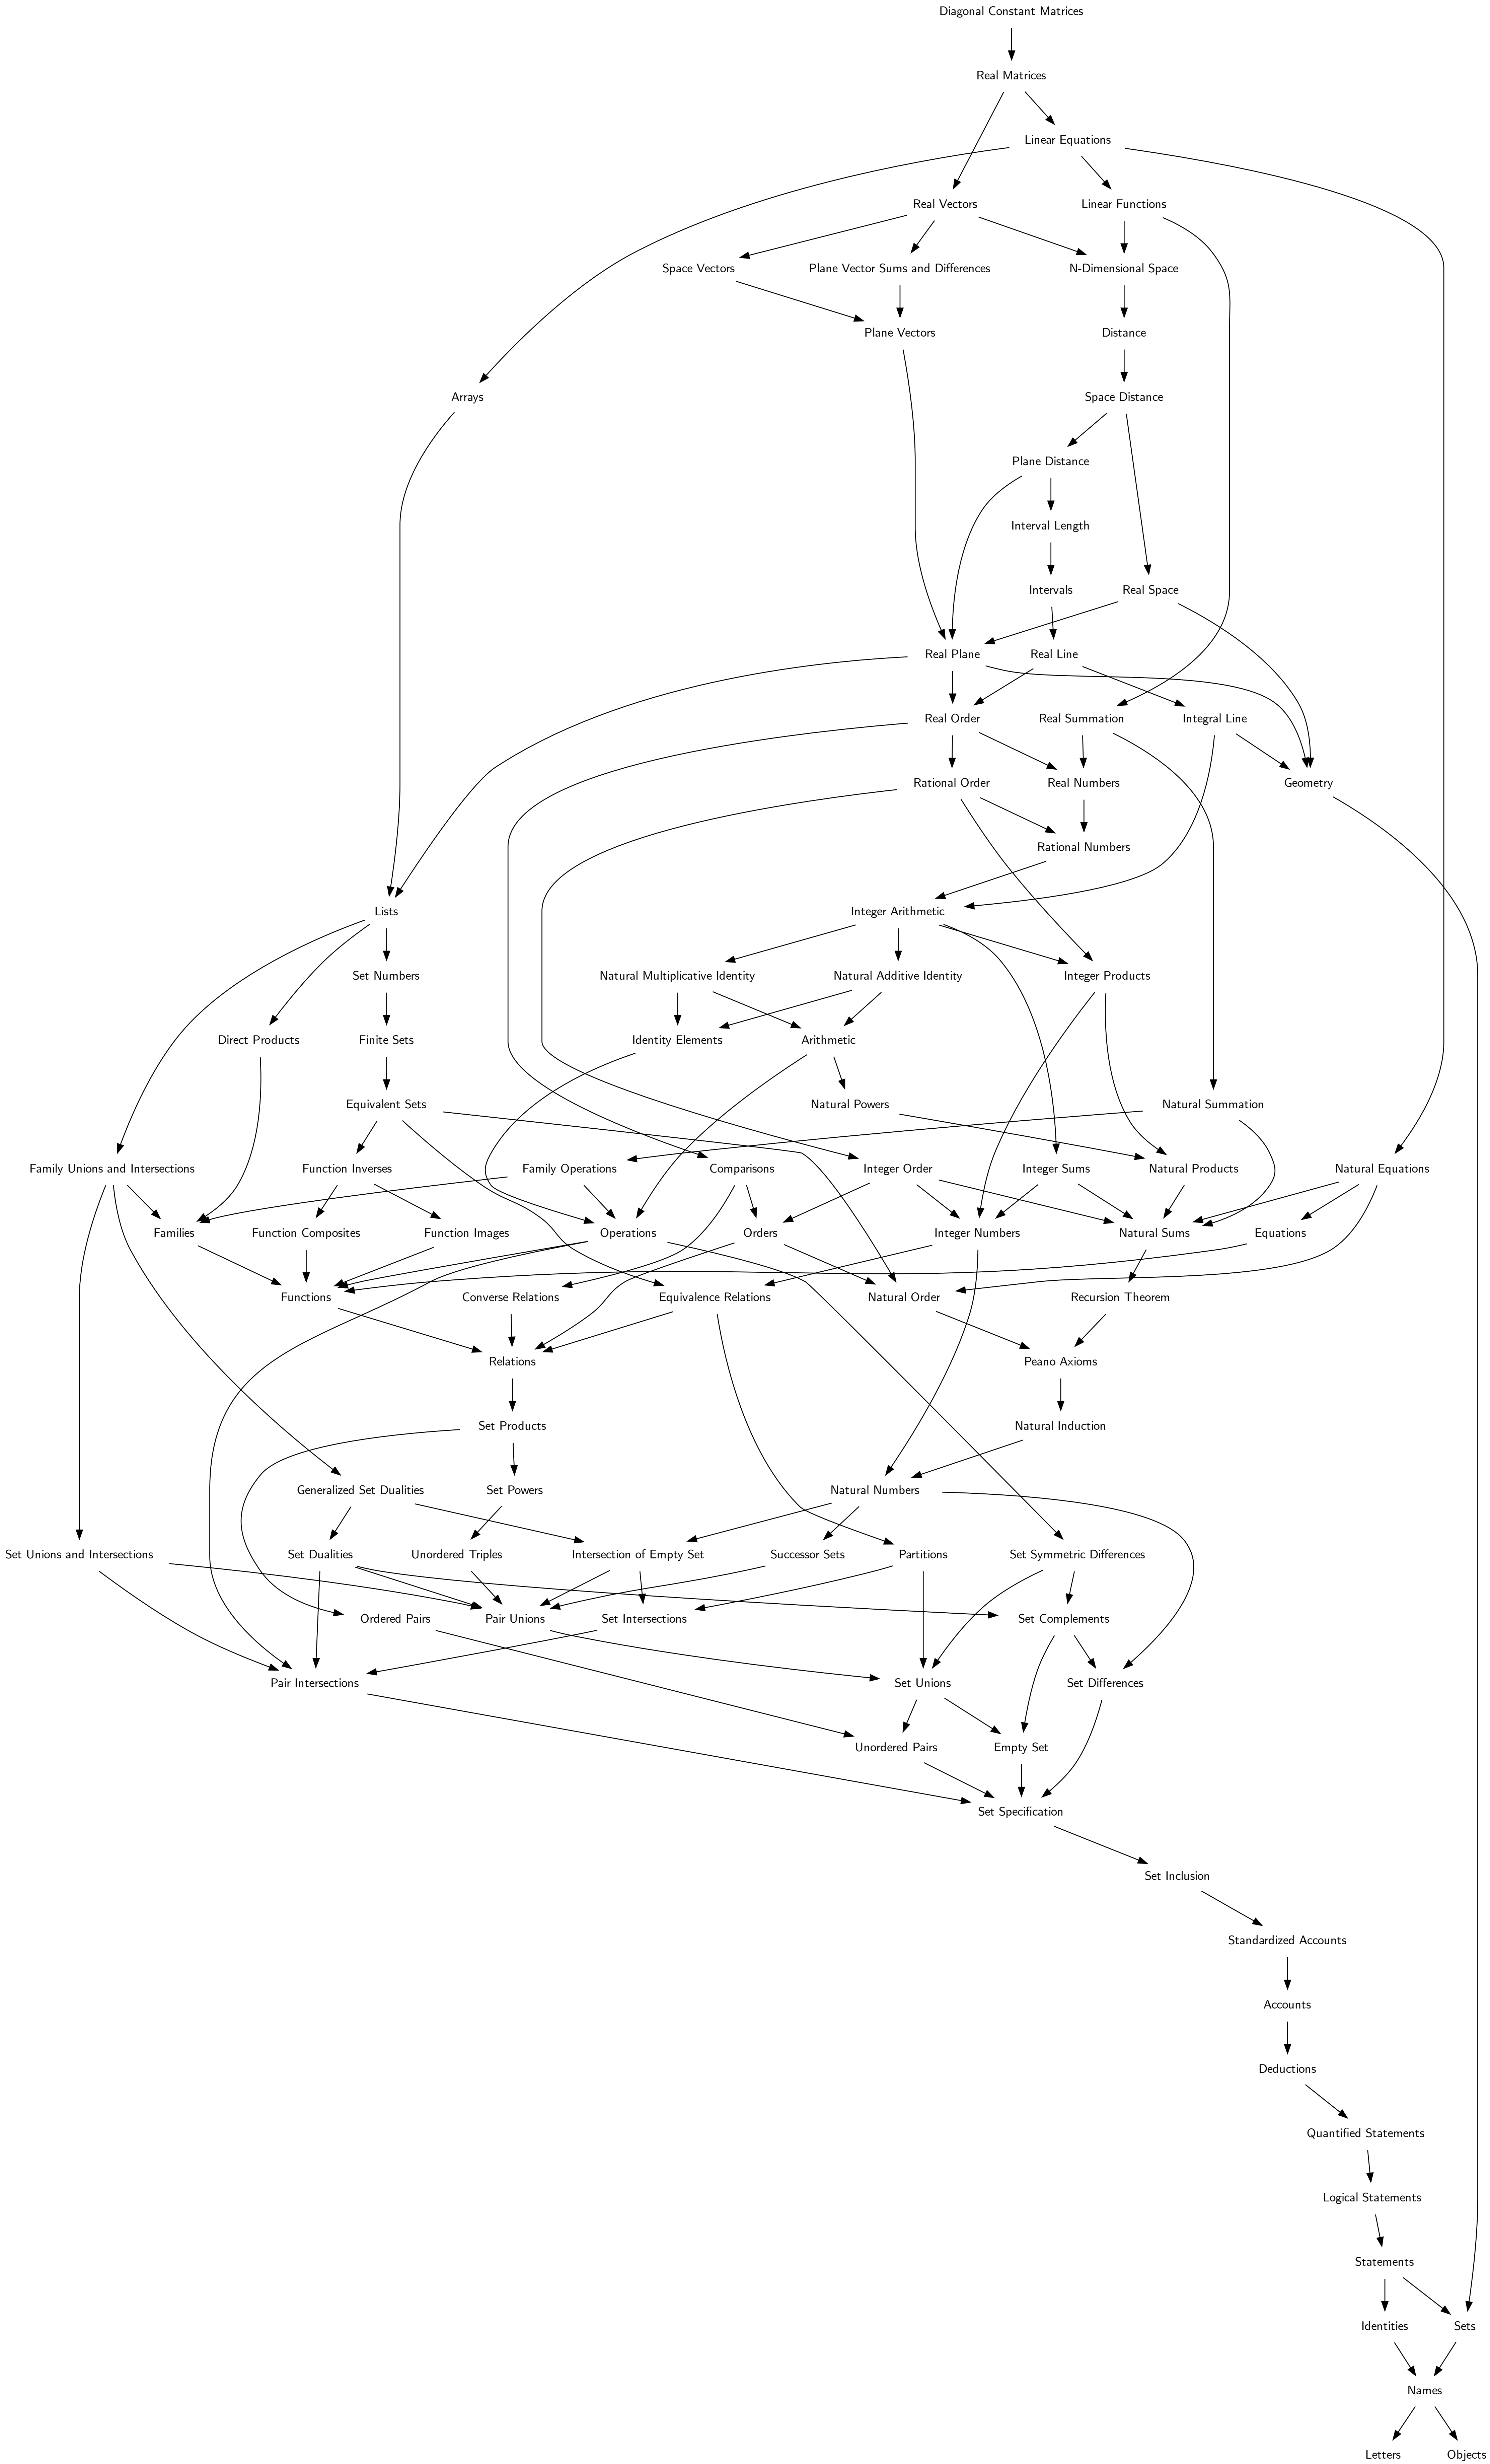 Diagonal Constant Matrices
Real Matrices
Linear Equations
Real Vectors
Linear Functions
Space Vectors
Plane Vector Sums and Differences
N-Dimensional Space
Plane Vectors
Distance
Arrays
Space Distance
Plane Distance
Interval Length
Intervals
Real Space
Real Plane
Real Line
Real Order
Real Summation
Integral Line
Rational Order
Real Numbers
Geometry
Rational Numbers
Lists
Integer Arithmetic
Set Numbers
Natural Multiplicative Identity
Natural Additive Identity
Integer Products
Direct Products
Finite Sets
Identity Elements
Arithmetic
Equivalent Sets
Natural Powers
Natural Summation
Family Unions and Intersections
Function Inverses
Family Operations
Comparisons
Integer Order
Integer Sums
Natural Products
Natural Equations
Families
Function Composites
Function Images
Operations
Orders
Integer Numbers
Natural Sums
Equations
Functions
Converse Relations
Equivalence Relations
Natural Order
Recursion Theorem
Relations
Peano Axioms
Set Products
Natural Induction
Generalized Set Dualities
Set Powers
Natural Numbers
Set Unions and Intersections
Set Dualities
Unordered Triples
Intersection of Empty Set
Successor Sets
Partitions
Set Symmetric Differences
Ordered Pairs
Pair Unions
Set Intersections
Set Complements
Pair Intersections
Set Unions
Set Differences
Unordered Pairs
Empty Set
Set Specification
Set Inclusion
Standardized Accounts
Accounts
Deductions
Quantified Statements
Logical Statements
Statements
Identities
Sets
Names
Letters
Objects